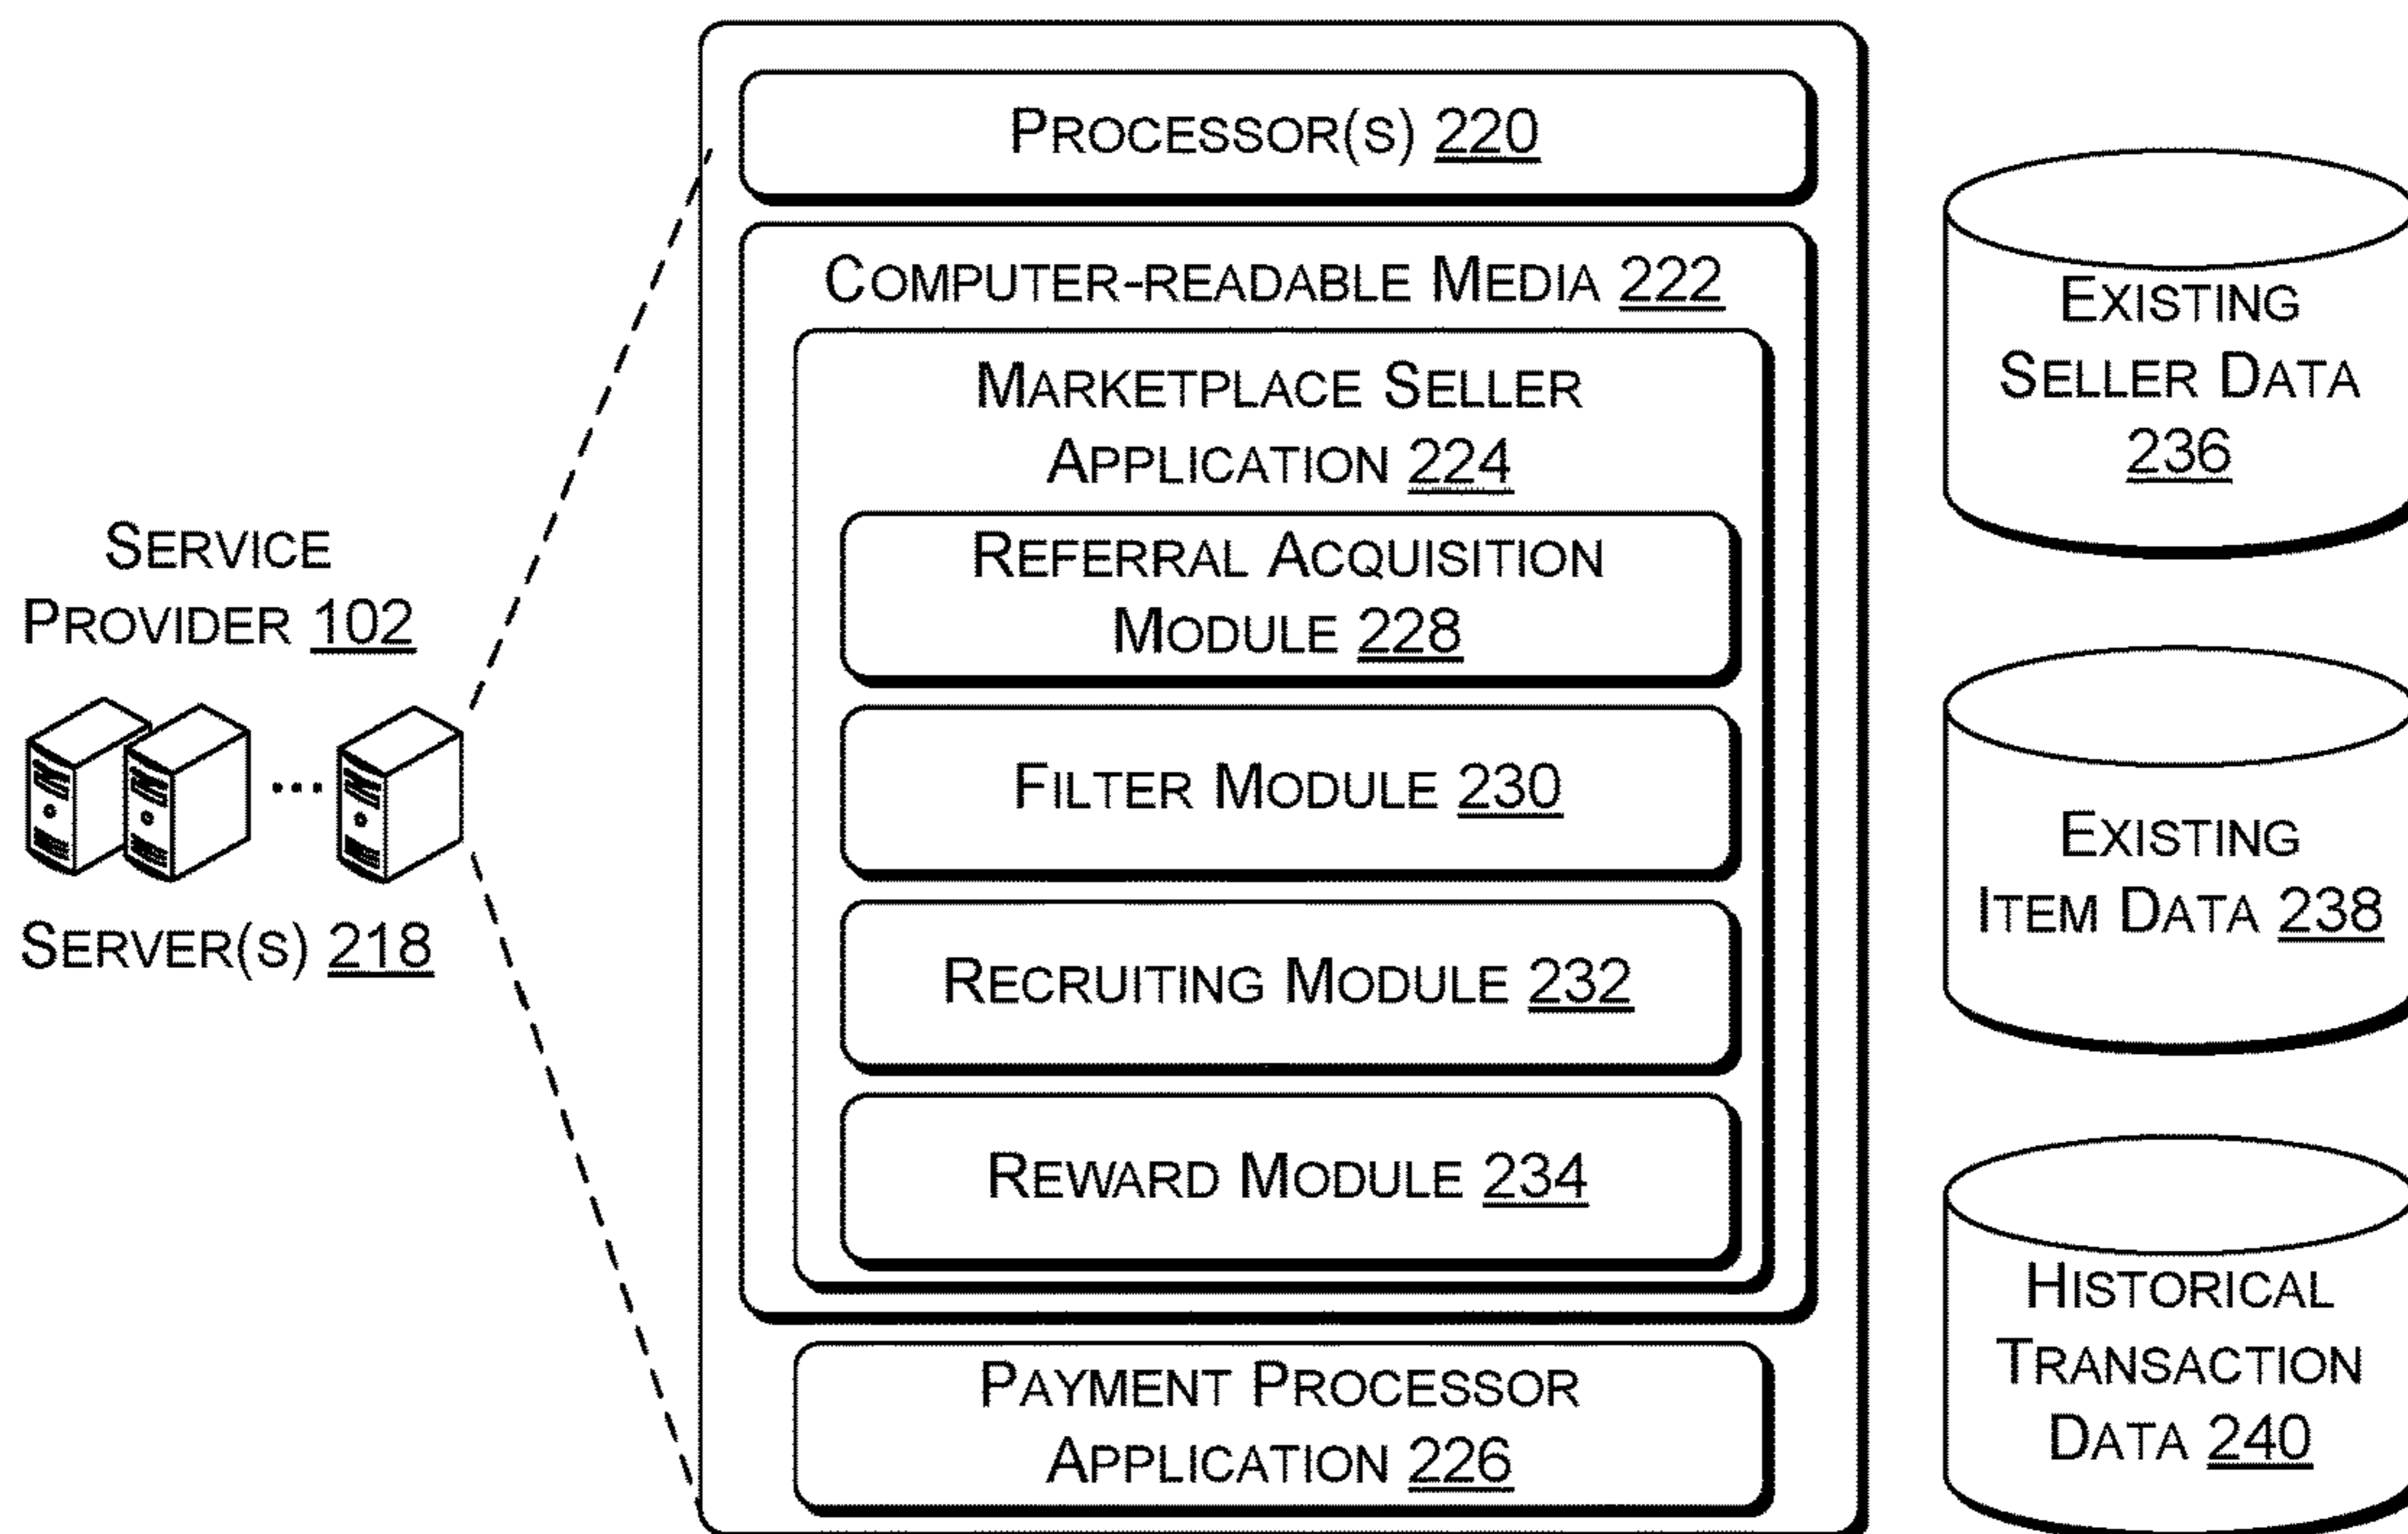 SERVICE
PROVIDER 102
SERVER(S) 218
PROCESSOR(S) 220
COMPUTER-READABLE MEDIA 222
MARKETPLACE SELLER
APPLICATION 224
REFERRAL ACQUISITION
MODULE 228
FILTER MODULE 230
RECRUITING MODULE 232
REWARD MODULE 234
PAYMENT PROCESSOR
APPLICATION 226
EXISTING
SELLER DATA
236
EXISTING
ITEM DATA 238
HISTORICAL
TRANSACTION
DATA 240